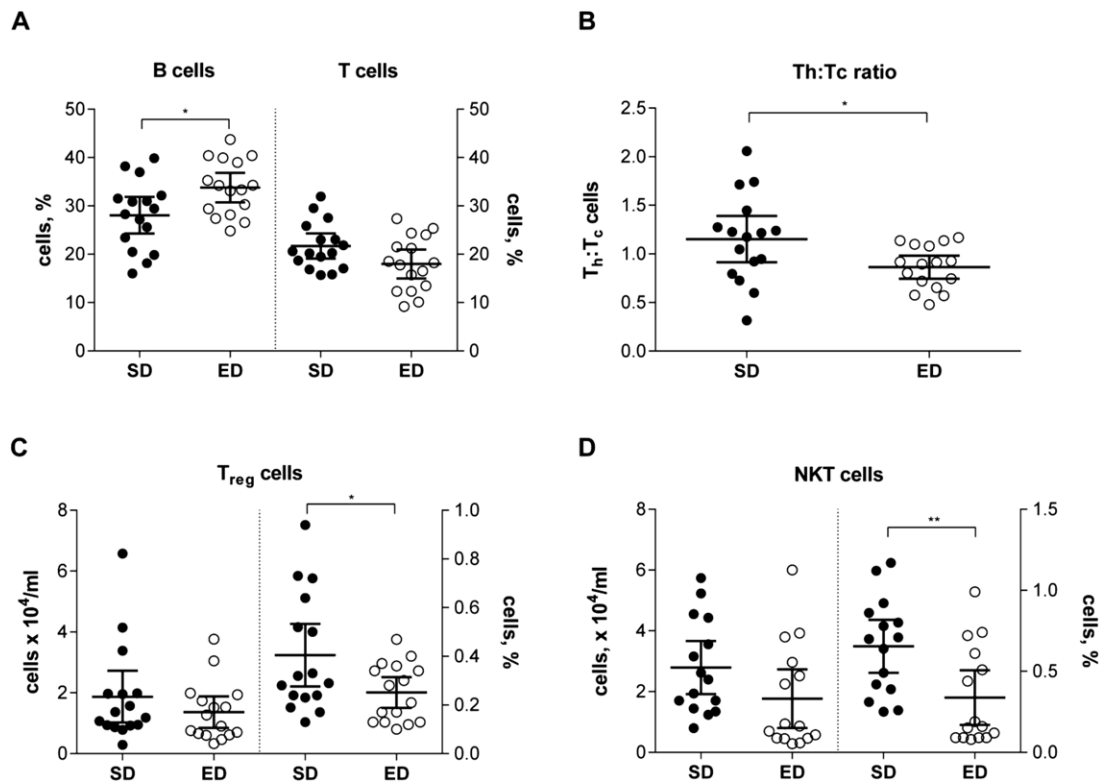 A
B cells
T cells
*
50
40
30
20
10
0
cells, %
50
40
30
20
10
0
cells, %
SD
ED
SD
ED
B
Th:Tc ratio
*
2.5
2.0
1.5
1.0
0.5
0.0
Th:Tc cells
SD
ED
C
Treg cells
*
8
6
4
2
0
cells x 10⁴/ml
1.0
0.8
0.6
0.4
0.2
0.0
cells, %
SD
ED
SD
ED
D
NKT cells
**
8
6
4
2
0
cells, x 10⁴/ml
1.5
1.0
0.5
0.0
cells, %
SD
ED
SD
ED